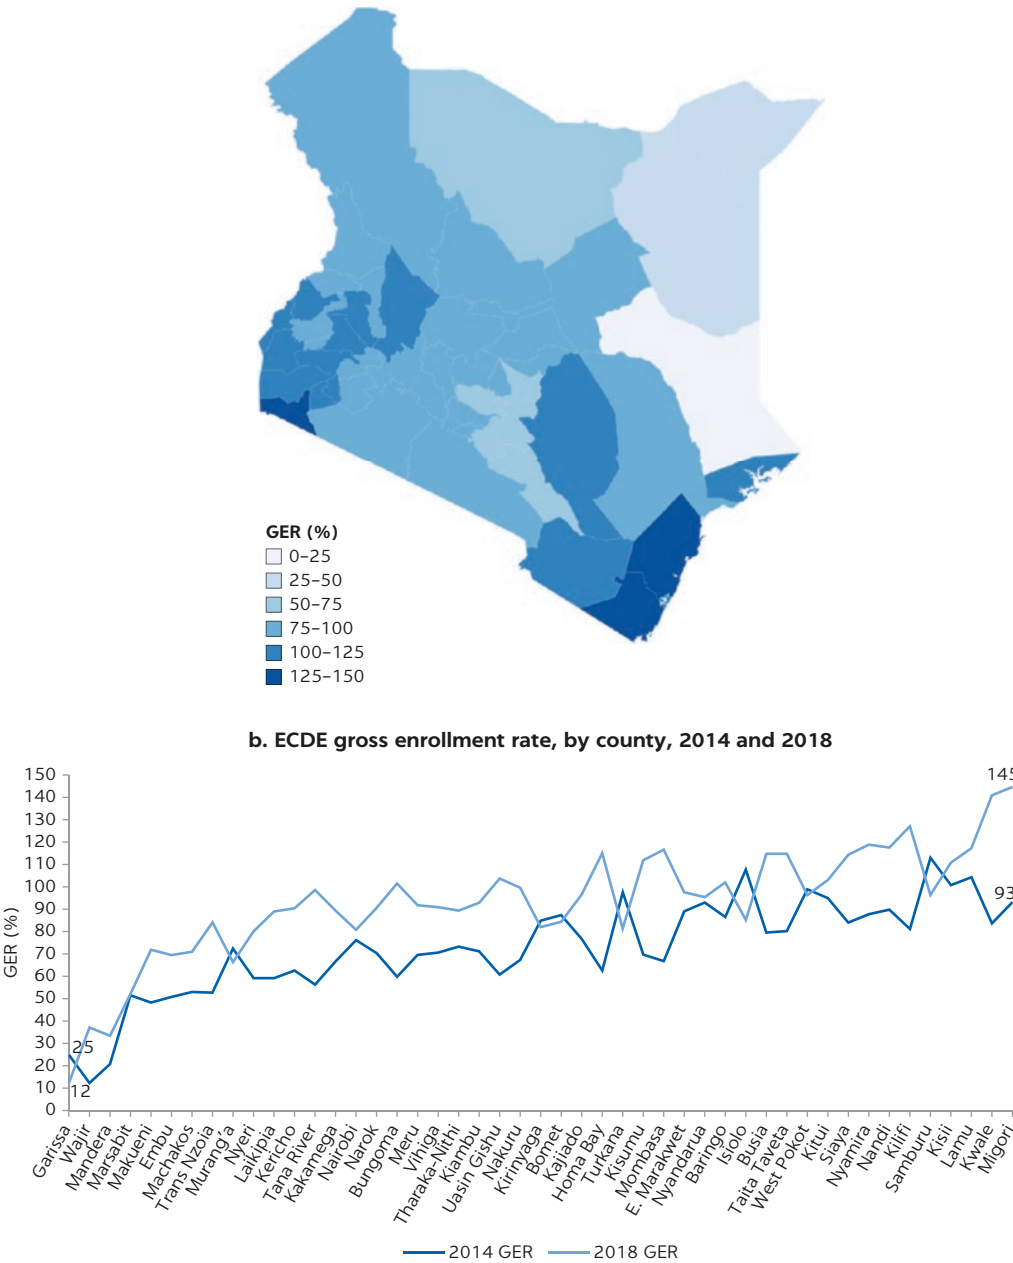 GER (%)
0–25
25–50
50–75
75–100
100–125
125–150
b. ECDE gross enrollment rate, by county, 2014 and 2018
GER (%)
150
140
130
120
110
100
90
80
70
60
50
40
30
20
10
0
25
12
145
93
Garissa
Wajir
Mandera
Marsabit
Makueni
Embu
Machakos
Trans Nzoia
Murang'a
Nyeri
Laikipia
Kericho
Tana River
Kakamega
Nairobi
Narok
Bungoma
Meru
Vihiga
Tharaka-Nithi
Kiambu
Uasin Gishu
Nakuru
Kirinyaga
Bomet
Kajiado
Homa Bay
Turkana
Kisumu
Mombasa
E. Marakwet
Nyandarua
Baringo
Isiolo
Busia
Taita Taveta
West Pokot
Kitui
Siaya
Nyamira
Nandi
Kilifi
Samburu
Kisii
Lamu
Kwale
Migori
2014 GER
2018 GER